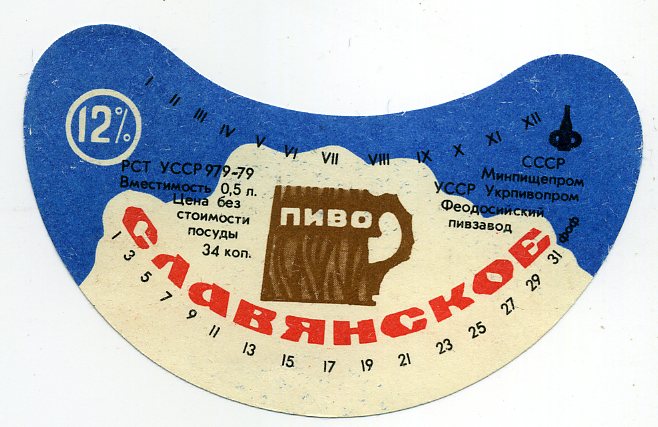 12%
I II III IV V VI VII VIII IX X XI XII
РСТ УССР 979-79
Вместимость 0,5 л.
Цена без
стоимости
посуды
34 коп.
ПИВО
СССР
Минпищепром
УССР Укрпивопром
Феодосийский
пивзавод
СЛАВЯНСКОЕ
1 3 5 7 9 11 13 15 17 19 21 23 25 27 29 31